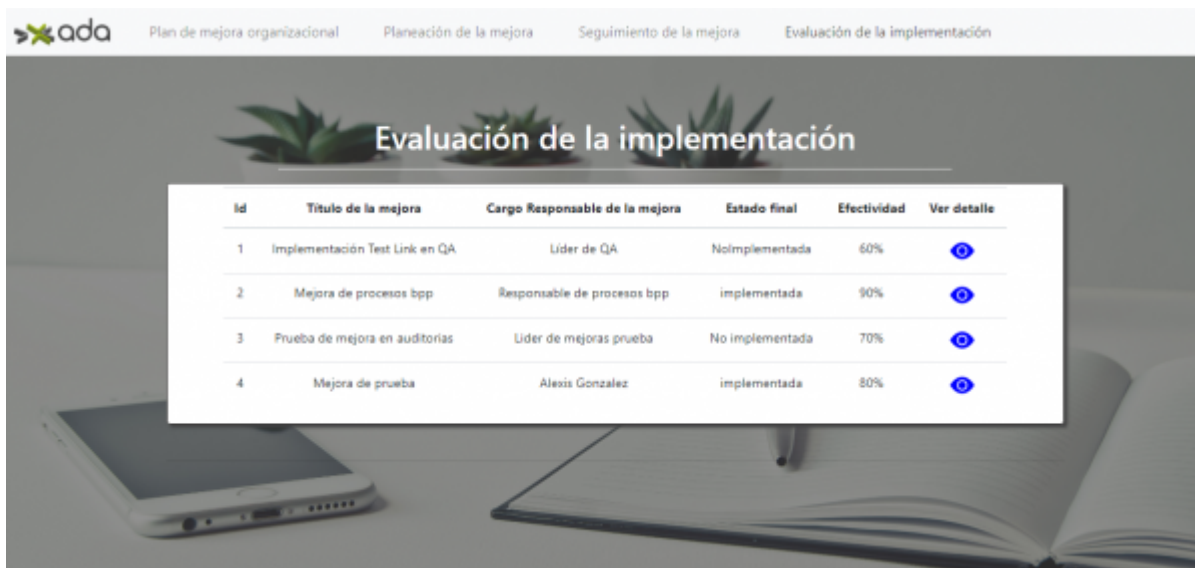 ada
Plan de mejora organizacional Planeación de la mejora Seguimiento de la mejora Evaluación de la implementación
Evaluación de la implementación
Id Título de la mejora Cargo Responsable de la mejora Estado final Efectividad Ver detalle
1 Implementación Test Link en QA Líder de QA NoImplementada 60%
2 Mejora de procesos bpp Responsable de procesos bpp implementada 90%
3 Prueba de mejora en auditorias Lider de mejoras prueba No implementada 70%
4 Mejora de prueba Alexis Gonzalez implementada 80%